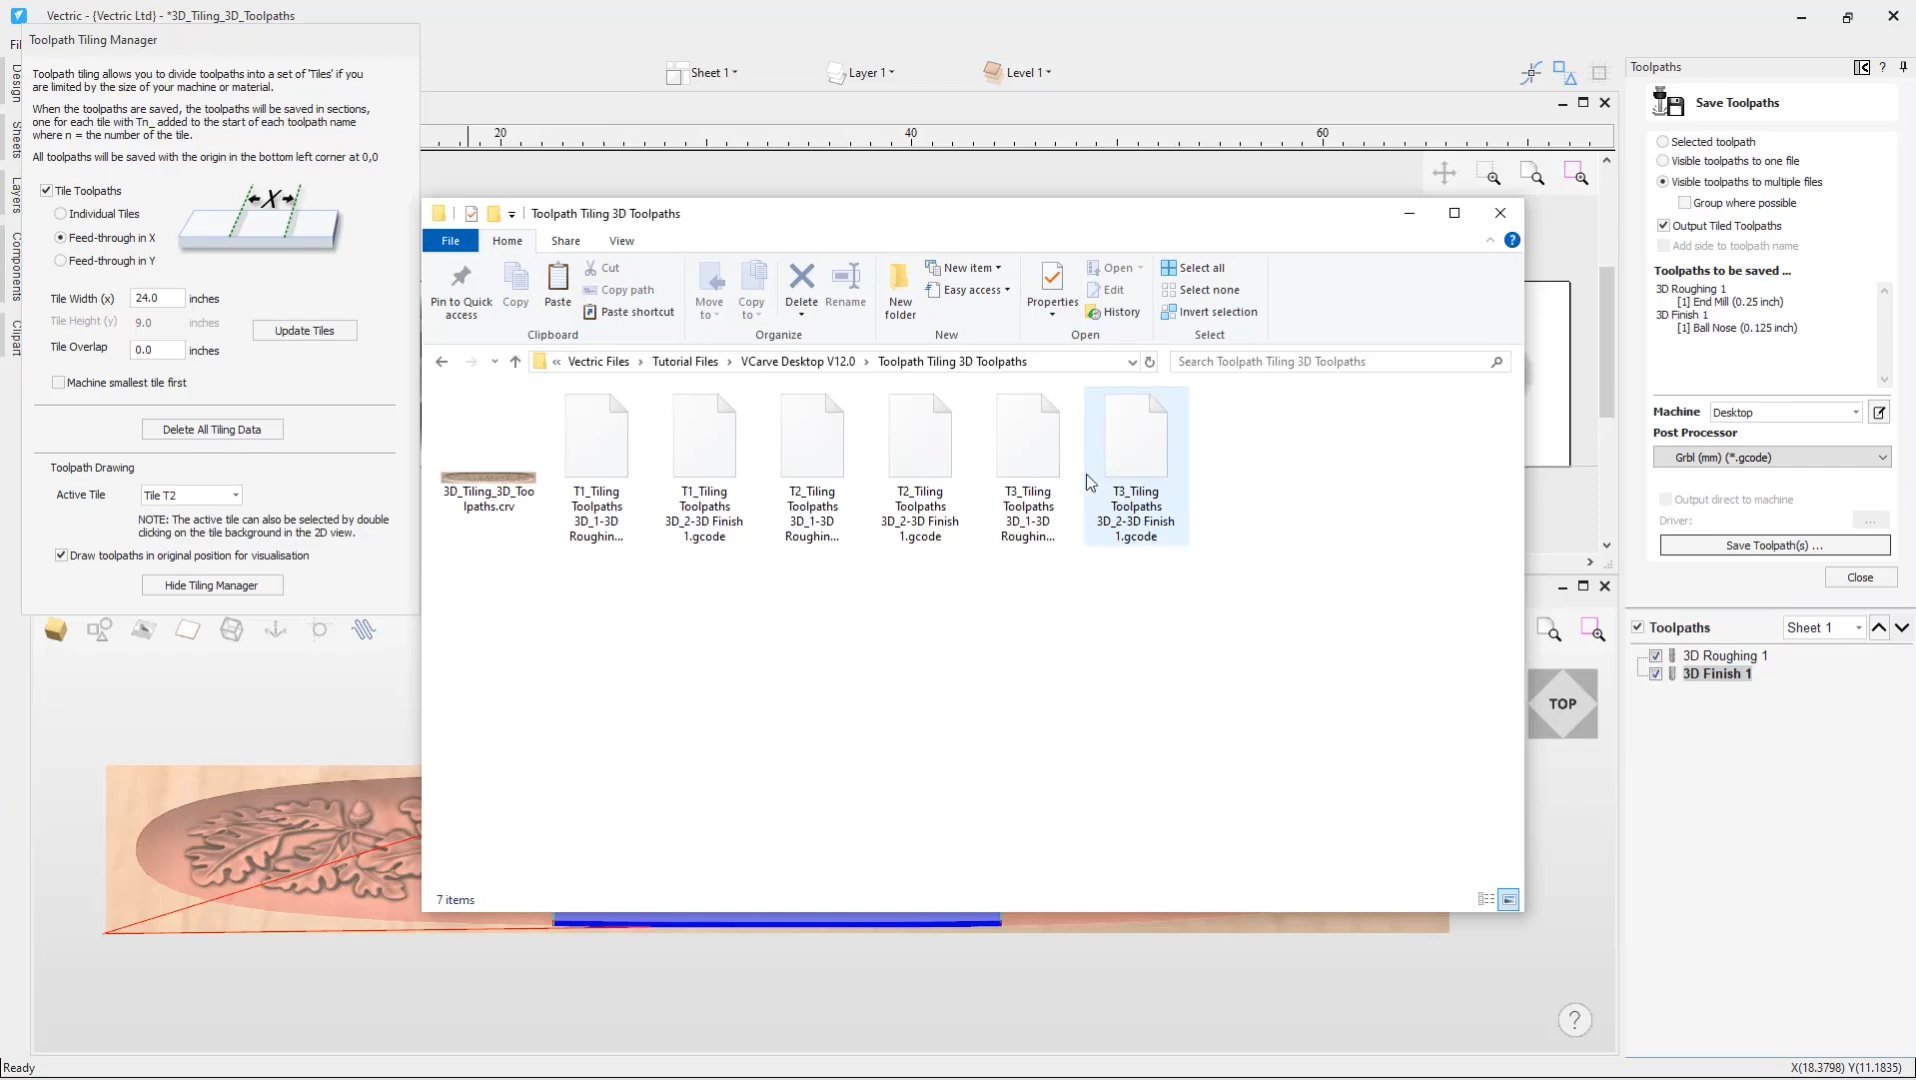 Vectric - {Vectric Ltd} - *3D_Tiling_3D_Toolpaths
Fil
Toolpath Tiling Manager
Toolpath tiling allows you to divide toolpaths into a set of 'Tiles' if you
are limited by the size of your machine or material.
When the toolpaths are saved, the toolpaths will be saved in sections,
one for each tile with Tn_ added to the start of each toolpath name
where n = the number of the tile.
All toolpaths will be saved with the origin in the bottom left corner at 0,0
Tile Toolpaths
Individual Tiles
Feed-through in X
Feed-through in Y
X
Tile Width (x) 24.0 inches
Tile Height (y) 9.0 inches
Update Tiles
Tile Overlap 0.0 inches
Machine smallest tile first
Delete All Tiling Data
Toolpath Drawing
Active Tile Tile T2
NOTE: The active tile can also be selected by double
clicking on the tile background in the 2D view.
Draw toolpaths in original position for visualisation
Hide Tiling Manager
Design
Sheets
Layers
Components
Clipart
Sheet 1
Layer 1
Level 1
20 40 60
Toolpath Tiling 3D Toolpaths
File Home Share View
Pin to Quick
access
Copy
Paste
Cut
Copy path
Paste shortcut
Clipboard
Move
to
Copy
to
Delete
Rename
Organize
New
folder
New item
Easy access
New
Properties
Open
Edit
History
Open
Select all
Select none
Invert selection
Select
« Vectric Files › Tutorial Files › VCarve Desktop V12.0 › Toolpath Tiling 3D Toolpaths
Search Toolpath Tiling 3D Toolpaths
3D_Tiling_3D_Too
lpaths.crv
T1_Tiling
Toolpaths
3D_1-3D
Roughin...
T1_Tiling
Toolpaths
3D_2-3D Finish
1.gcode
T2_Tiling
Toolpaths
3D_1-3D
Roughin...
T2_Tiling
Toolpaths
3D_2-3D Finish
1.gcode
T3_Tiling
Toolpaths
3D_1-3D
Roughin...
T3_Tiling
Toolpaths
3D_2-3D Finish
1.gcode
7 items
Toolpaths
Save Toolpaths
Selected toolpath
Visible toolpaths to one file
Visible toolpaths to multiple files
Group where possible
Output Tiled Toolpaths
Add side to toolpath name
Toolpaths to be saved ...
3D Roughing 1
[1] End Mill (0.25 inch)
3D Finish 1
[1] Ball Nose (0.125 inch)
Machine Desktop
Post Processor
Grbl (mm) (*.gcode)
Output direct to machine
Driver: ...
Save Toolpath(s) ...
Close
Toolpaths Sheet 1
3D Roughing 1
3D Finish 1
TOP
?
Ready
X(18.3798) Y(11.1835)